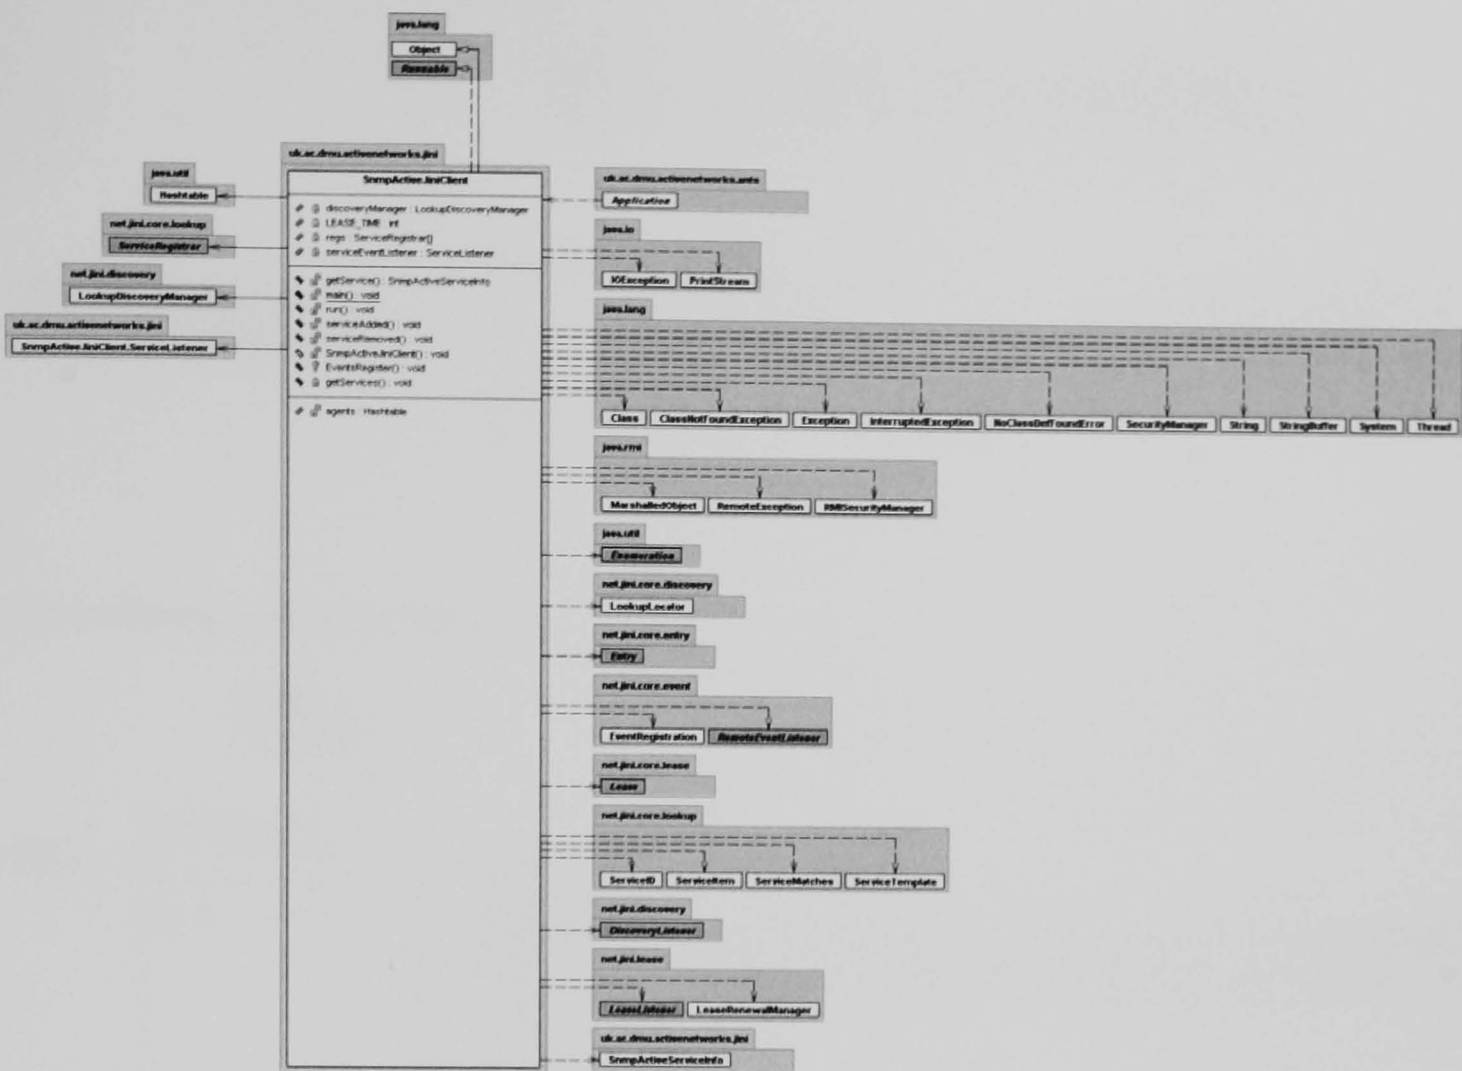 java.lang
Object
Runnable
uk.ac.dmu.activenetworks.jini
SnmpActiveJiniClient
discoveryManager : LookupDiscoveryManager
LEASE_TIME : int
regs : ServiceRegistrar[]
serviceEventListener : ServiceListener
getService() : SnmpActiveServiceInfo
main() : void
run() : void
serviceAdded() : void
serviceRemoved() : void
SnmpActiveJiniClient() : void
EventsRegister() : void
getServices() : void
agents : Hashtable
java.util
Hashtable
net.jini.core.lookup
ServiceRegistrar
net.jini.discovery
LookupDiscoveryManager
uk.ac.dmu.activenetworks.jini
SnmpActiveJiniClient.ServiceListener
uk.ac.dmu.activenetworks.ants
Application
java.io
IOException PrintStream
java.lang
Class ClassNotFoundException Exception InterruptedException NoClassDefFoundError SecurityManager String StringBuffer System Thread
java.rmi
MarshalledObject RemoteException RMISecurityManager
java.util
Enumeration
net.jini.core.discovery
LookupLocator
net.jini.core.entry
Entry
net.jini.core.event
EventRegistration RemoteEventListener
net.jini.core.lease
Lease
net.jini.core.lookup
ServiceID ServiceItem ServiceMatches ServiceTemplate
net.jini.discovery
DiscoveryListener
net.jini.lease
LeaseListener LeaseRenewalManager
uk.ac.dmu.activenetworks.jini
SnmpActiveServiceInfo